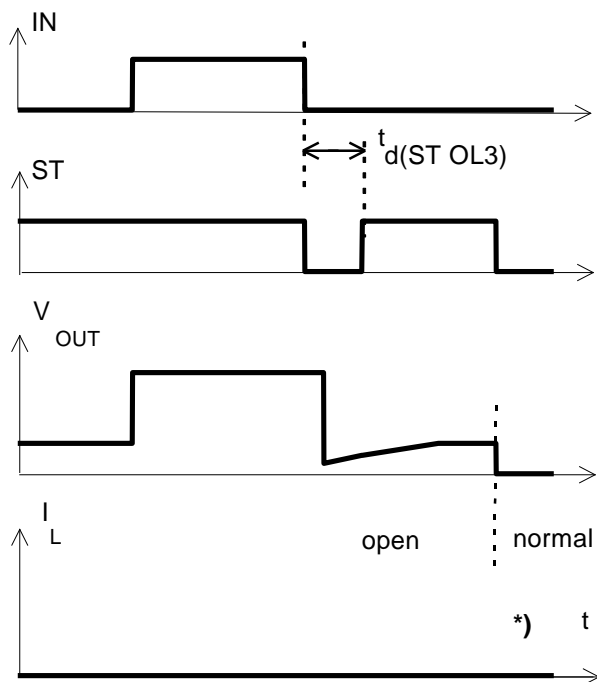 IN
t d(ST OL3)
ST
V OUT
I L
open normal
*) t